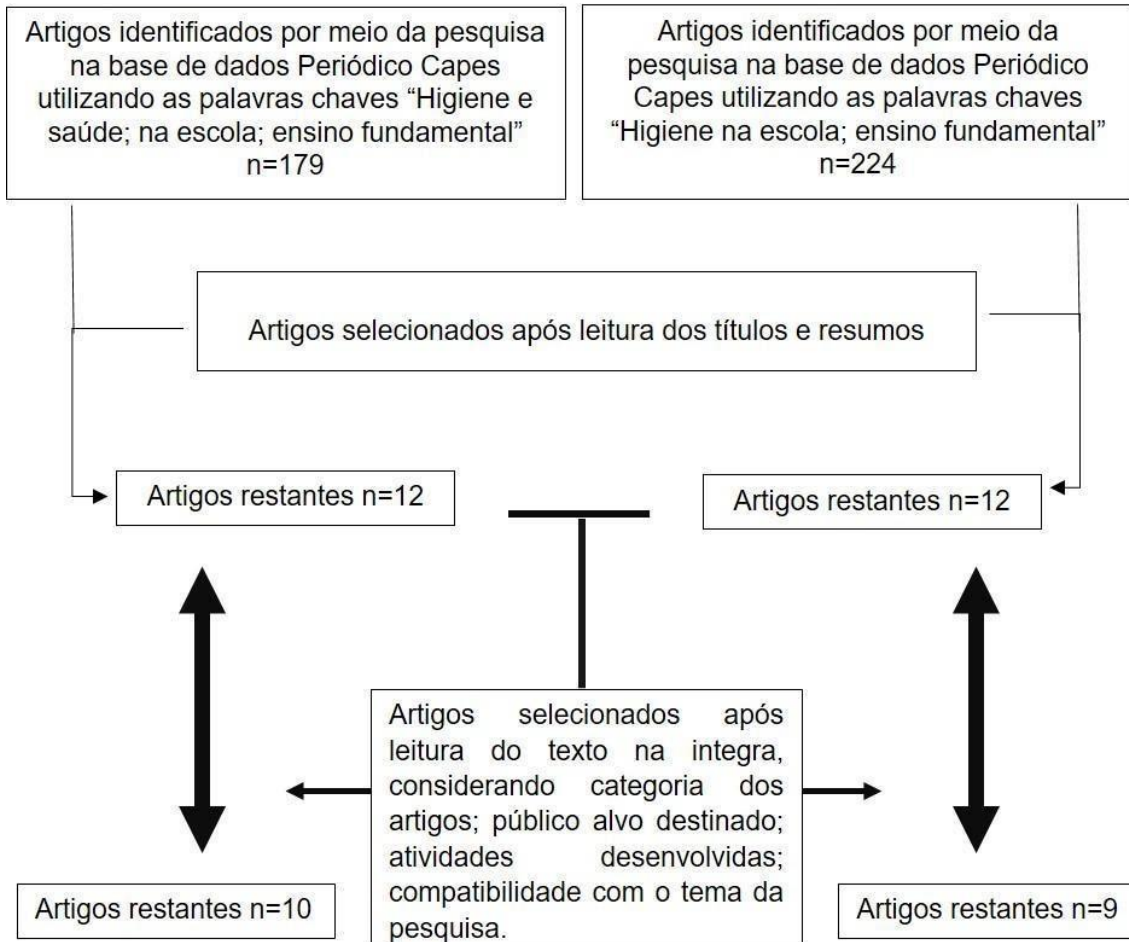 Artigos identificados por meio da pesquisa
na base de dados Periódico Capes
utilizando as palavras chaves “Higiene e
saúde; na escola; ensino fundamental”
n=179
Artigos identificados por meio da
pesquisa na base de dados Periódico
Capes utilizando as palavras chaves
“Higiene na escola; ensino fundamental”
n=224
Artigos selecionados após leitura dos títulos e resumos
Artigos restantes n=12
Artigos restantes n=12
Artigos selecionados após
leitura do texto na integra,
considerando categoria dos
artigos; público alvo destinado;
atividades desenvolvidas;
compatibilidade com o tema da
pesquisa.
Artigos restantes n=10
Artigos restantes n=9